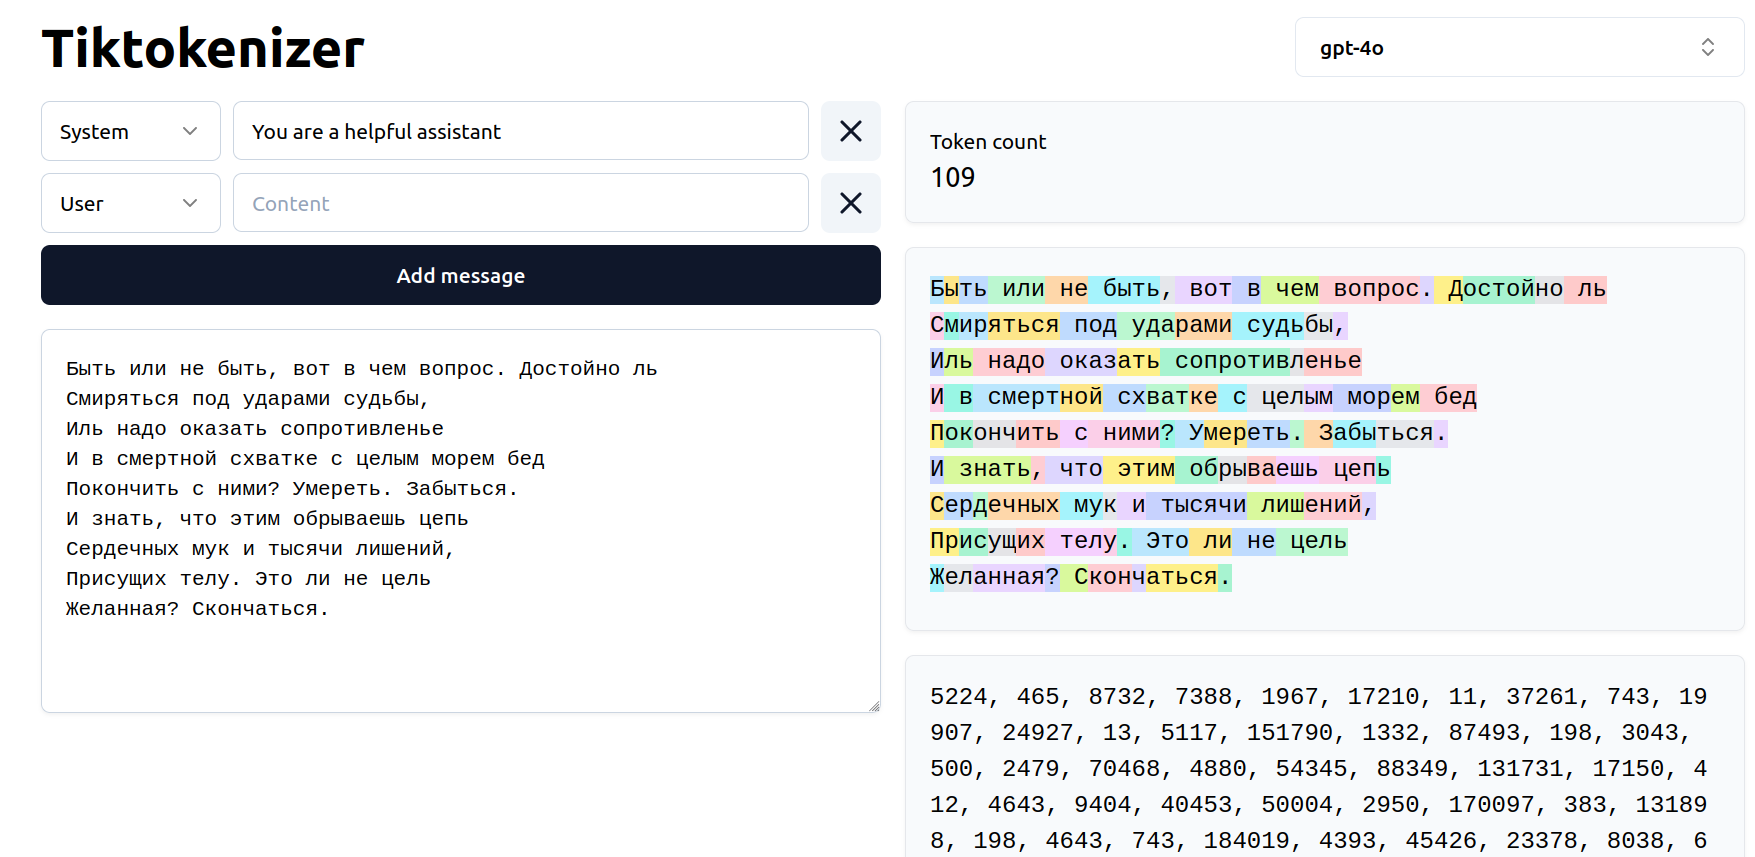 Tiktokenizer
gpt-4o
System
You are a helpful assistant
User
Content
Add message
Быть или не быть, вот в чем вопрос. Достойно ль
Смиряться под ударами судьбы,
Иль надо оказать сопротивленье
И в смертной схватке с целым морем бед
Покончить с ними? Умереть. Забыться.
И знать, что этим обрываешь цепь
Сердечных мук и тысячи лишений,
Присущих телу. Это ли не цель
Желанная? Скончаться.
Token count
109
Быть или не быть, вот в чем вопрос. Достойно ль
Смиряться под ударами судьбы,
Иль надо оказать сопротивленье
И в смертной схватке с целым морем бед
Покончить с ними? Умереть. Забыться.
И знать, что этим обрываешь цепь
Сердечных мук и тысячи лишений,
Присущих телу. Это ли не цель
Желанная? Скончаться.
5224, 465, 8732, 7388, 1967, 17210, 11, 37261, 743, 19
907, 24927, 13, 5117, 151790, 1332, 87493, 198, 3043,
500, 2479, 70468, 4880, 54345, 88349, 131731, 17150, 4
12, 4643, 9404, 40453, 50004, 2950, 170097, 383, 13189
8, 198, 4643, 743, 184019, 4393, 45426, 23378, 8038, 6